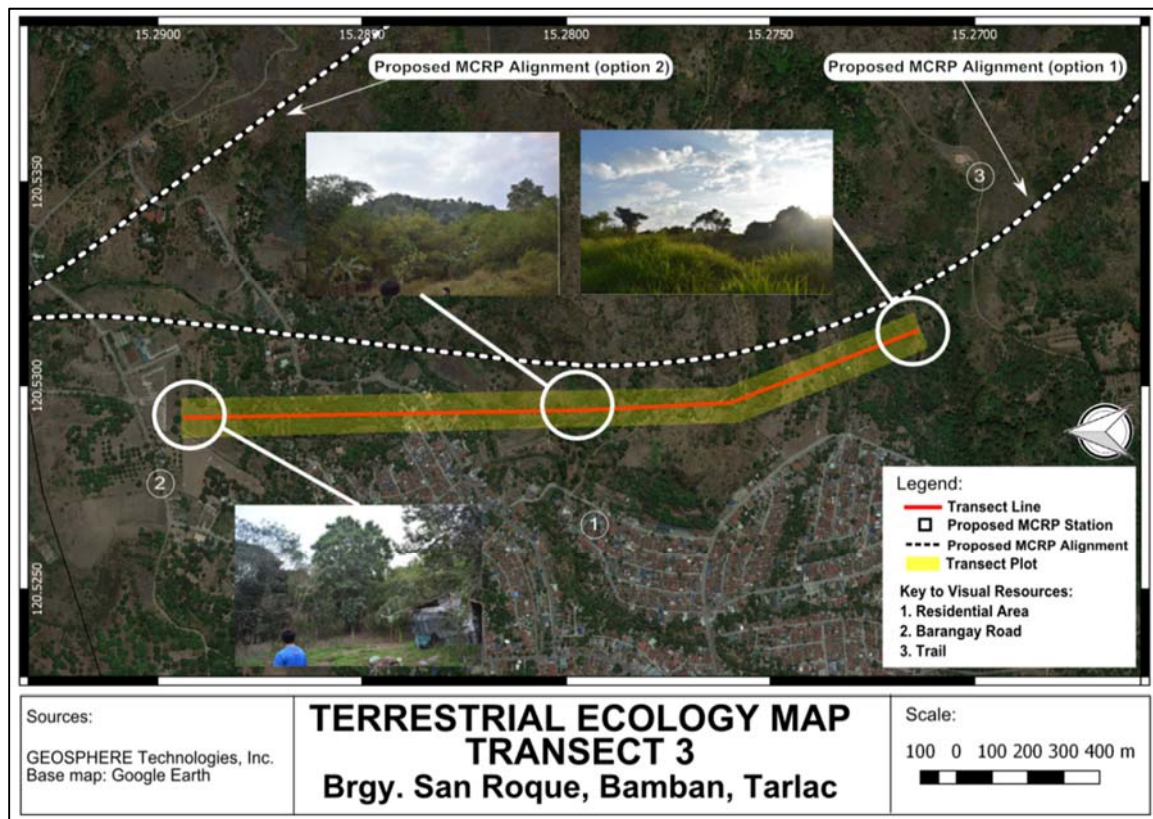 15.2900
15.2890
15.2800
15.2750
15.270
Proposed MCRP Alignment (option 2)
Proposed MCRP Alignment (option 1)
120.5350
120.5300
120.5250
3
2
1
Legend:
Transect Line
Proposed MCRP Station
Proposed MCRP Alignment
Transect Plot
Key to Visual Resources:
1. Residential Area
2. Barangay Road
3. Trail
Sources:
GEOSPHERE Technologies, Inc.
Base map: Google Earth
TERRESTRIAL ECOLOGY MAP
TRANSECT 3
Brgy. San Roque, Bamban, Tarlac
Scale:
100 0 100 200 300 400 m